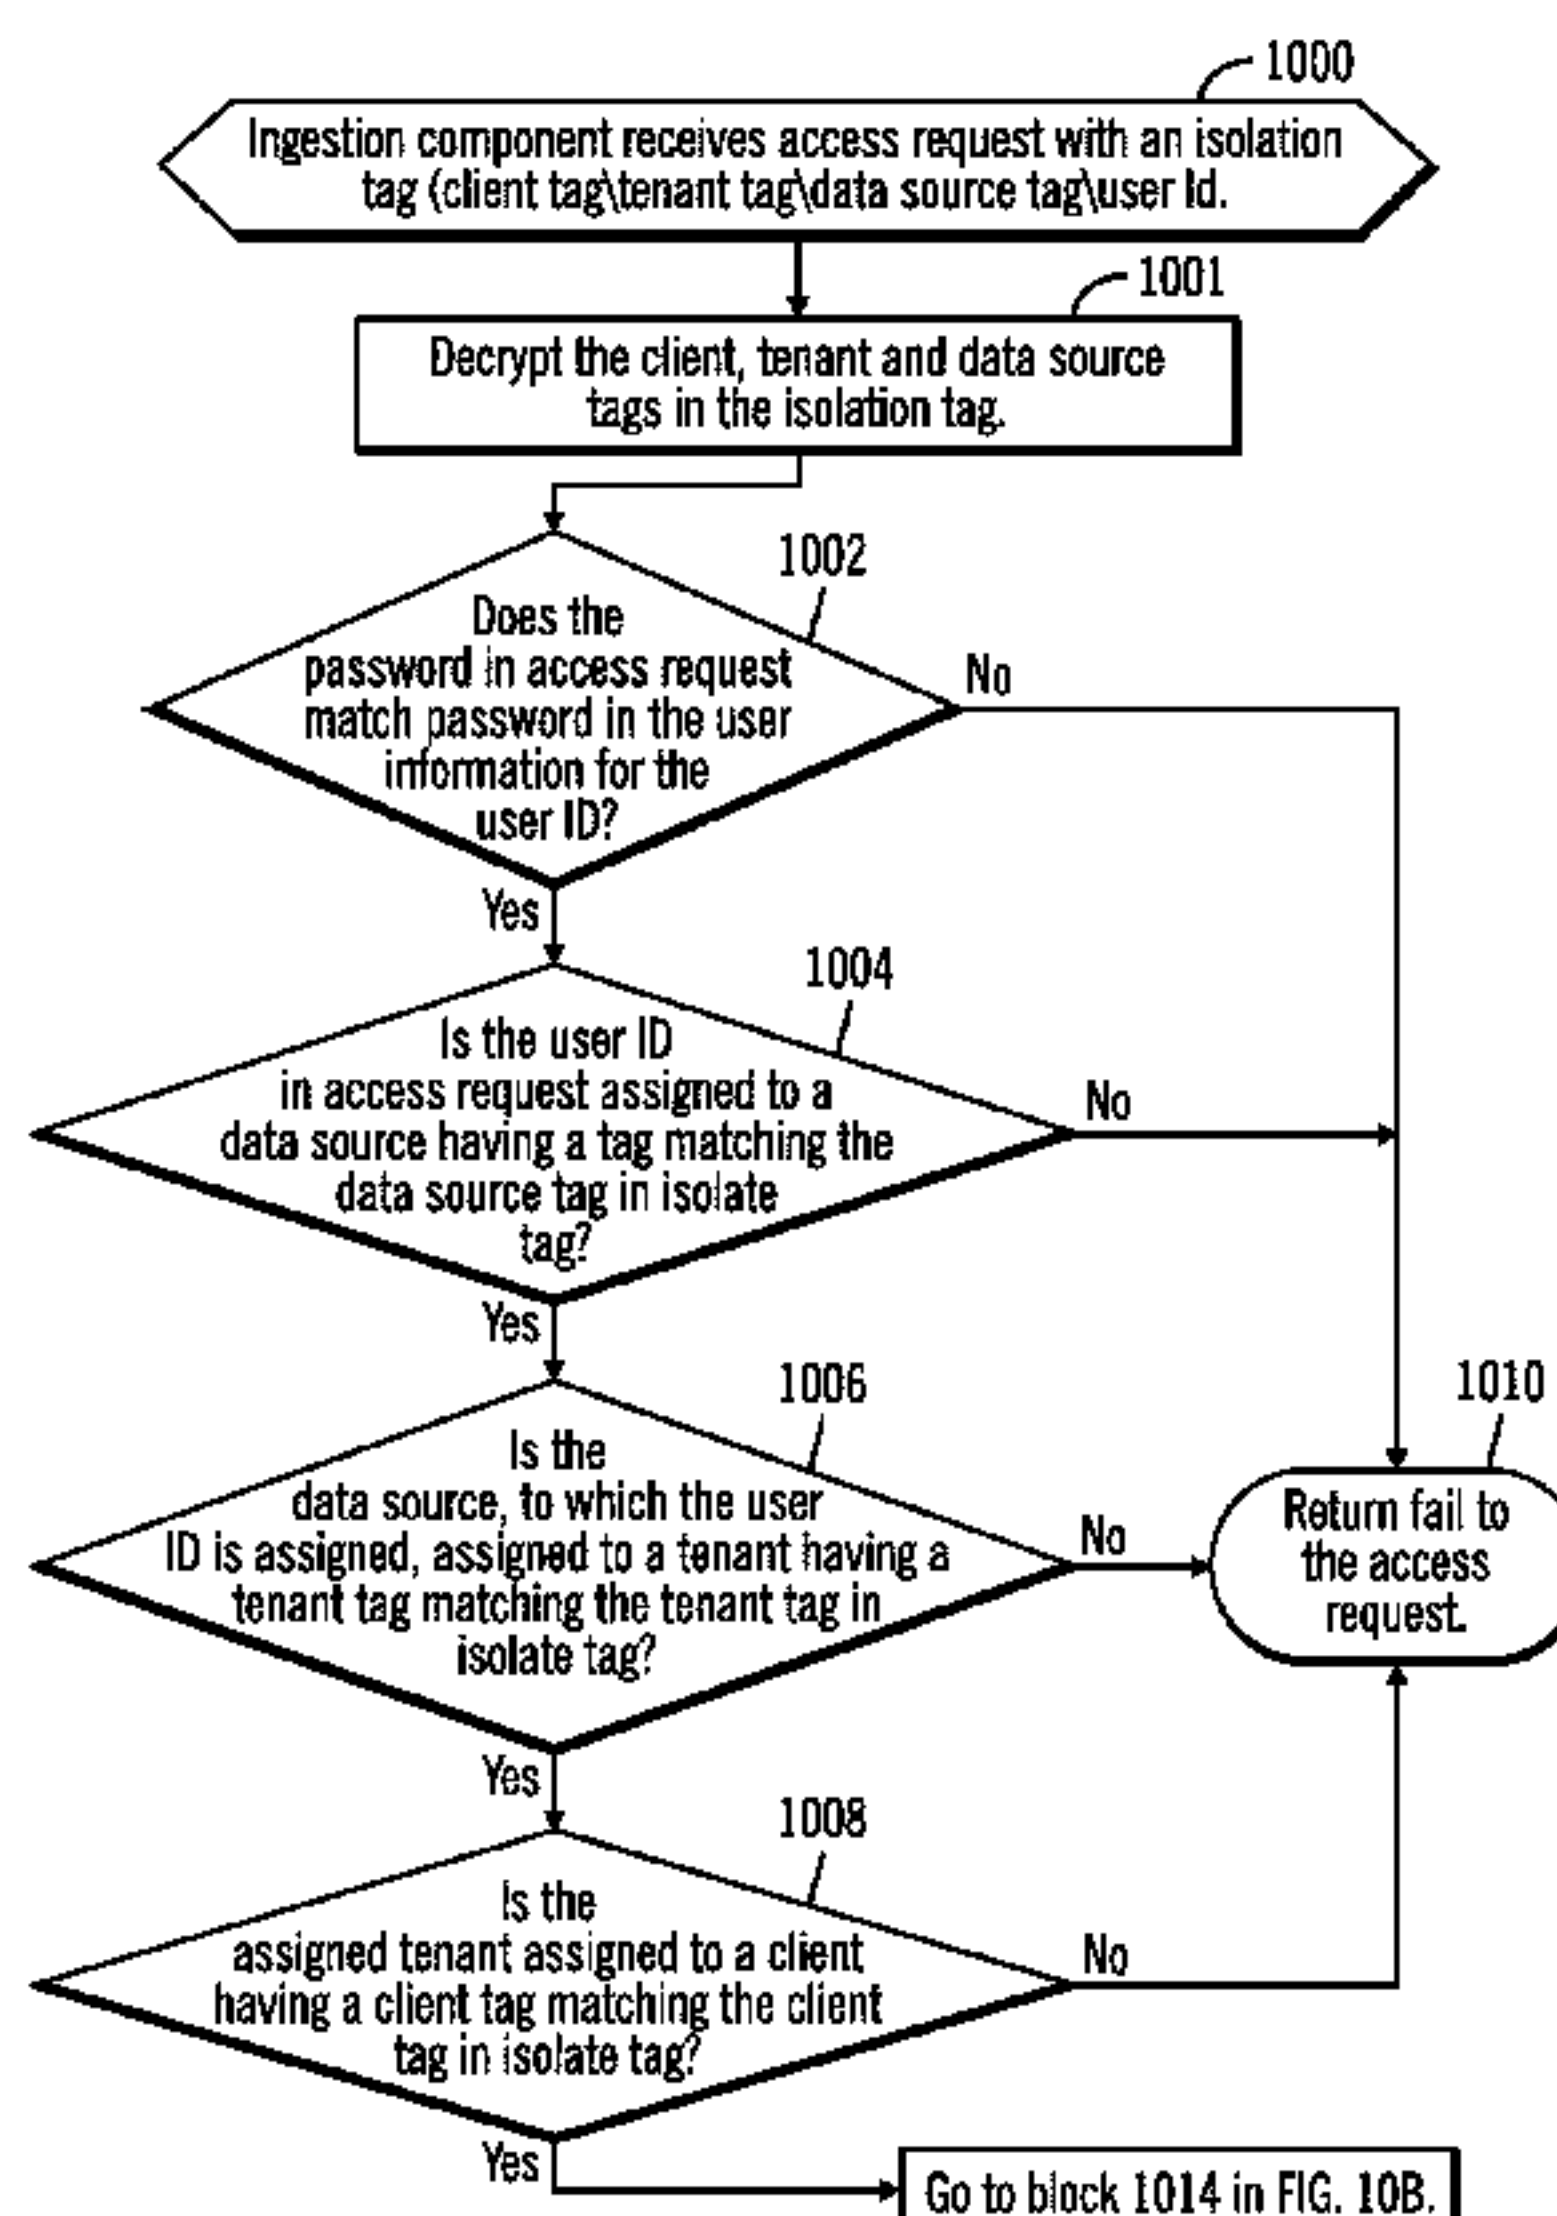 1000
Ingestion component receives access request with an isolation
tag (client tag\tenant tag\data source tag\user Id.
1001
Decrypt the client, tenant and data source
tags in the isolation tag.
1002
Does the
password in access request
match password in the user
information for the
user ID?
No
Yes
1004
Is the user ID
in access request assigned to a
data source having a tag matching the
data source tag in isolate
tag?
No
Yes
1006
Is the
data source, to which the user
ID is assigned, assigned to a tenant having a
tenant tag matching the tenant tag in
isolate tag?
No
1010
Return fail to
the access
request.
Yes
1008
Is the
assigned tenant assigned to a client
having a client tag matching the client
tag in isolate tag?
No
Yes
Go to block 1014 in FIG. 10B.